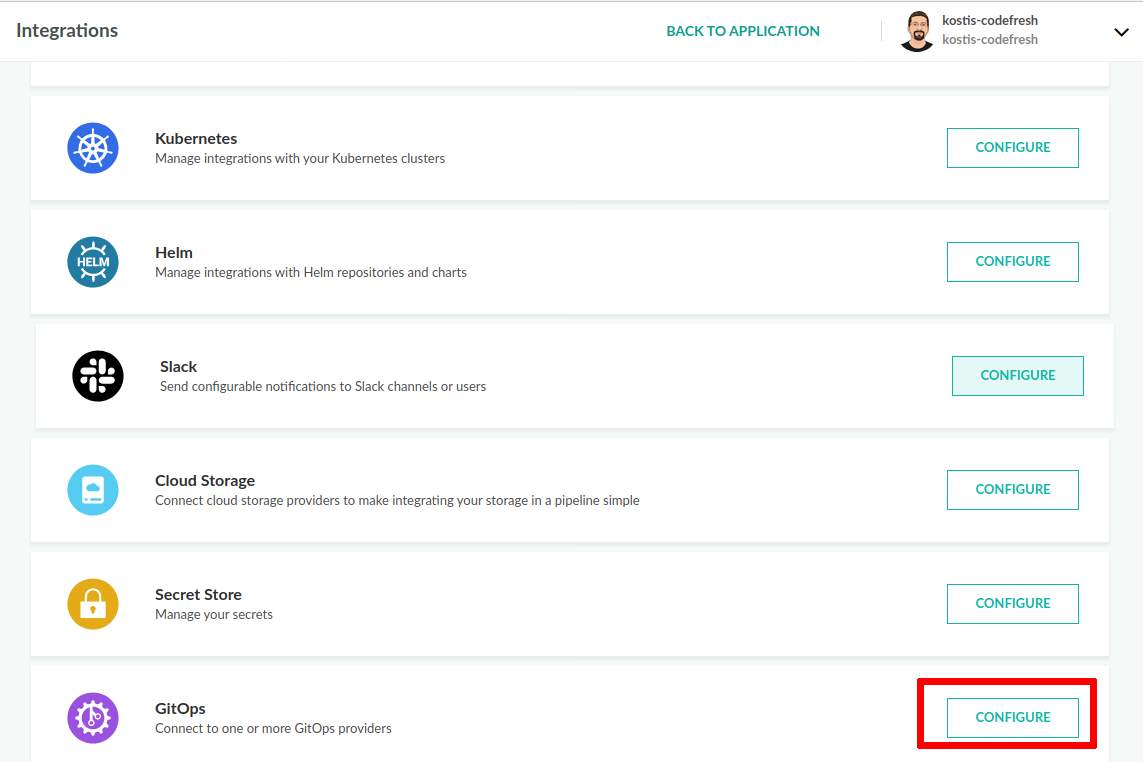 Integrations
BACK TO APPLICATION
kostis-codefresh
kostis-codefresh
Kubernetes
Manage integrations with your Kubernetes clusters
CONFIGURE
HELM
Helm
Manage integrations with Helm repositories and charts
CONFIGURE
Slack
Send configurable notifications to Slack channels or users
CONFIGURE
Cloud Storage
Connect cloud storage providers to make integrating your storage in a pipeline simple
CONFIGURE
Secret Store
Manage your secrets
CONFIGURE
GitOps
Connect to one or more GitOps providers
CONFIGURE